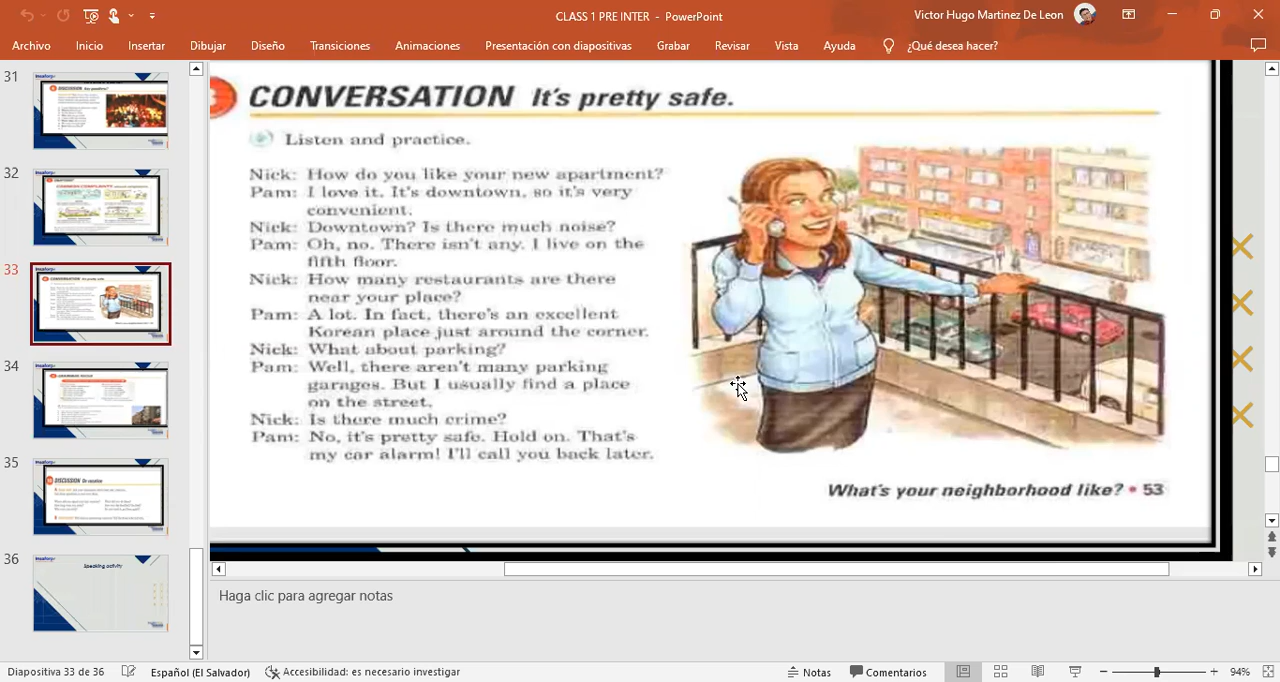 CLASS 1 PRE INTER - PowerPoint
Victor Hugo Martinez De Leon
Archivo Inicio Insertar Dibujar Diseño Transiciones Animaciones Presentación con diapositivas Grabar Revisar Vista Ayuda ¿Qué desea hacer?
31
32
33
34
35
36
DISCUSSION
Speaking activity
CONVERSATION It's pretty safe.
Listen and practice.
Nick: How do you like your new apartment?
Pam: I love it. It's downtown, so it's very
convenient.
Nick: Downtown? Is there much noise?
Pam: Oh, no. There isn't any. I live on the
fifth floor.
Nick: How many restaurants are there
near your place?
Pam: A lot. In fact, there's an excellent
Korean place just around the corner.
Nick: What about parking?
Pam: Well, there aren't many parking
garages. But I usually find a place
on the street.
Nick: Is there much crime?
Pam: No, it's pretty safe. Hold on. That's
my car alarm! I'll call you back later.
What's your neighborhood like? • 53
Haga clic para agregar notas
Diapositiva 33 de 36 Español (El Salvador) Accesibilidad: es necesario investigar Notas Comentarios 94%